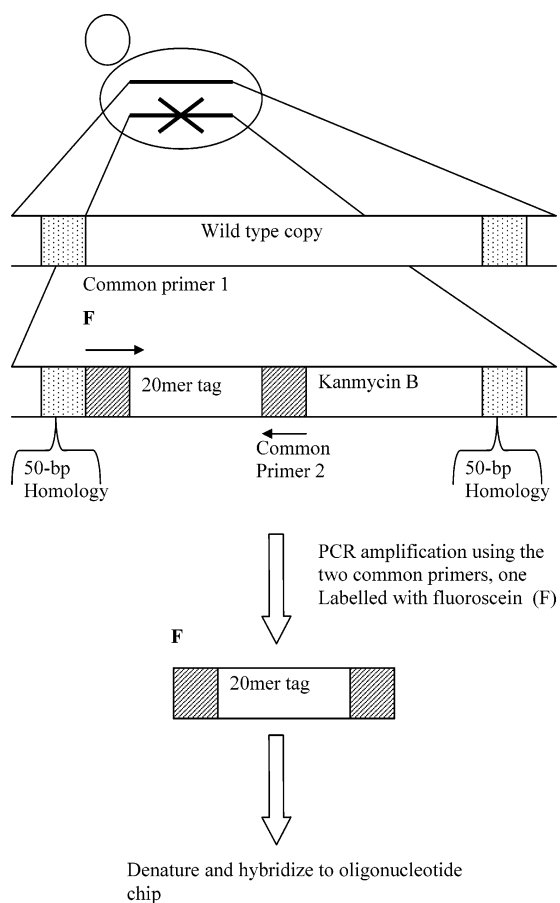 Wild type copy
Common primer 1
F
20mer tag
Kanmycin B
Common
Primer 2
50-bp
Homology
50-bp
Homology
PCR amplification using the
two common primers, one
Labelled with fluoroscein (F)
F
20mer tag
Denature and hybridize to oligonucleotide
chip